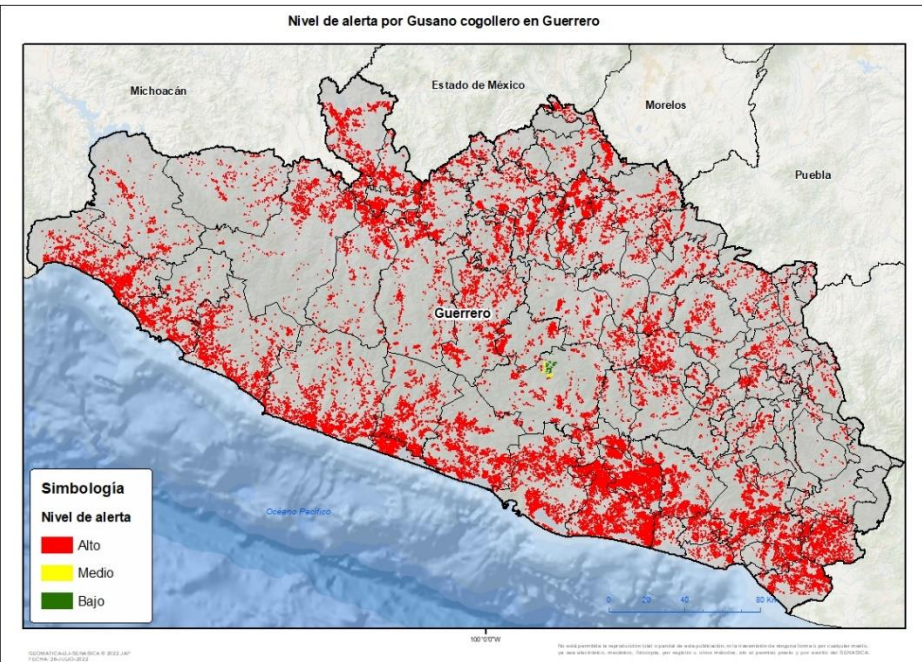 Nivel de alerta por Gusano cogollero en Guerrero
Michoacán
Estado de México
Morelos
Puebla
Guerrero
Océano Pacífico
Simbología
Nivel de alerta
Alto
Medio
Bajo
0 20 40 80 Km
100°0'0"W